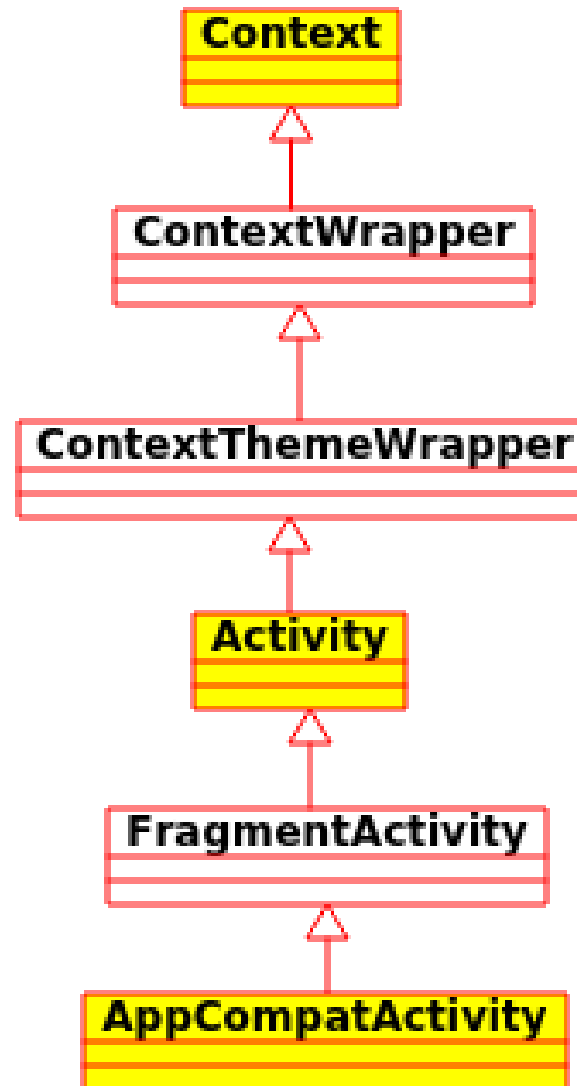 Context
ContextWrapper
ContextThemeWrapper
Activity
FragmentActivity
AppCompatActivity